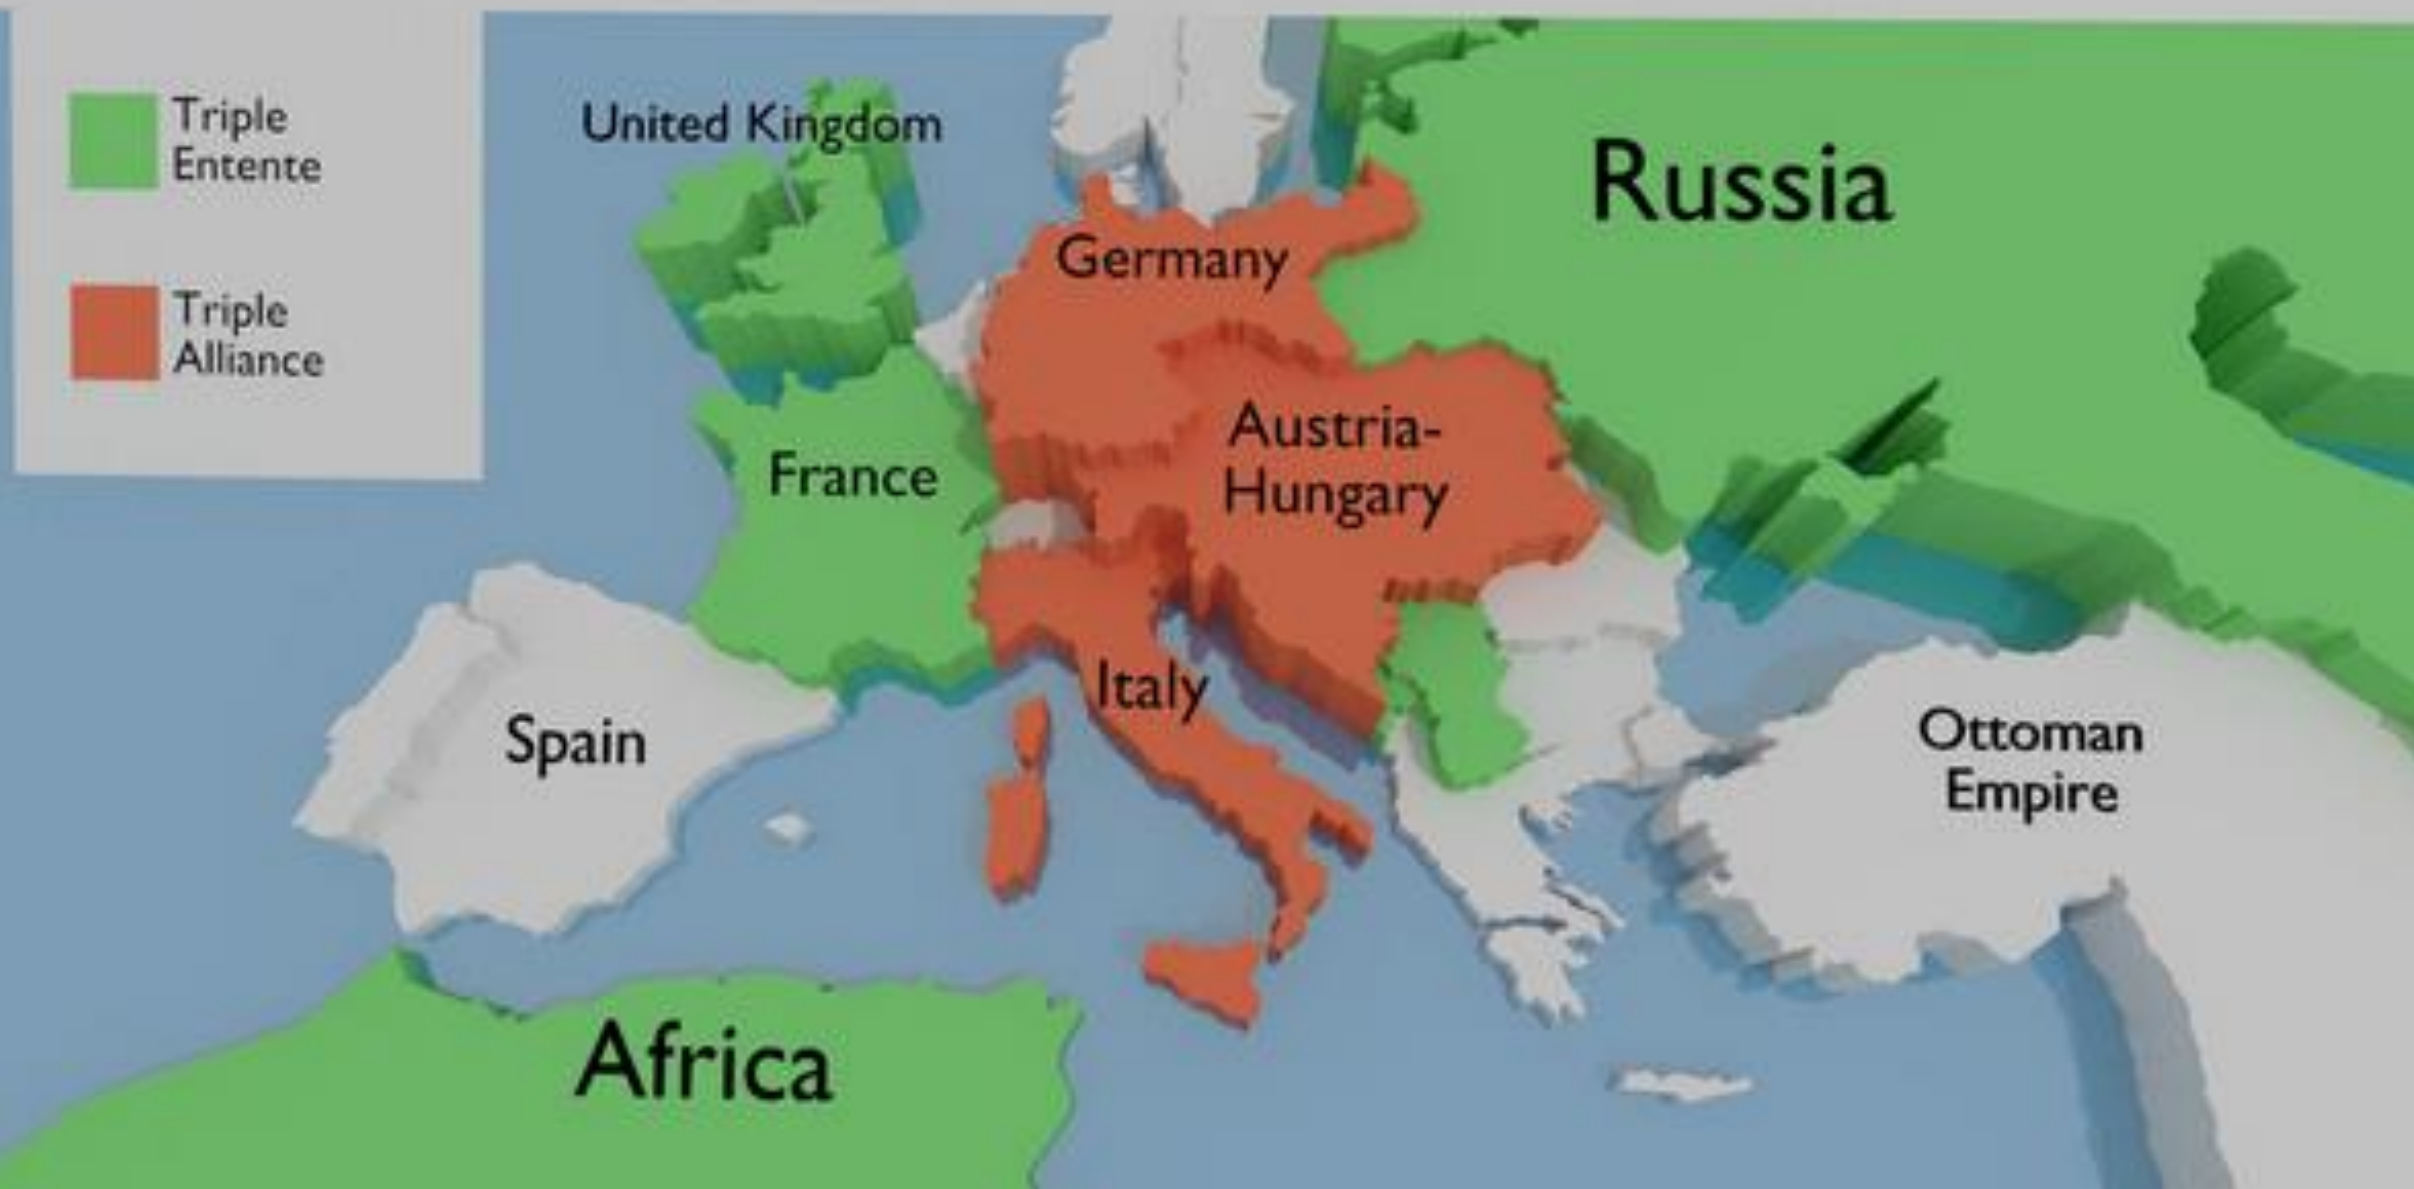 Triple
Entente
Triple
Alliance
United Kingdom
Russia
Germany
Austria-
Hungary
France
Italy
Spain
Ottoman
Empire
Africa